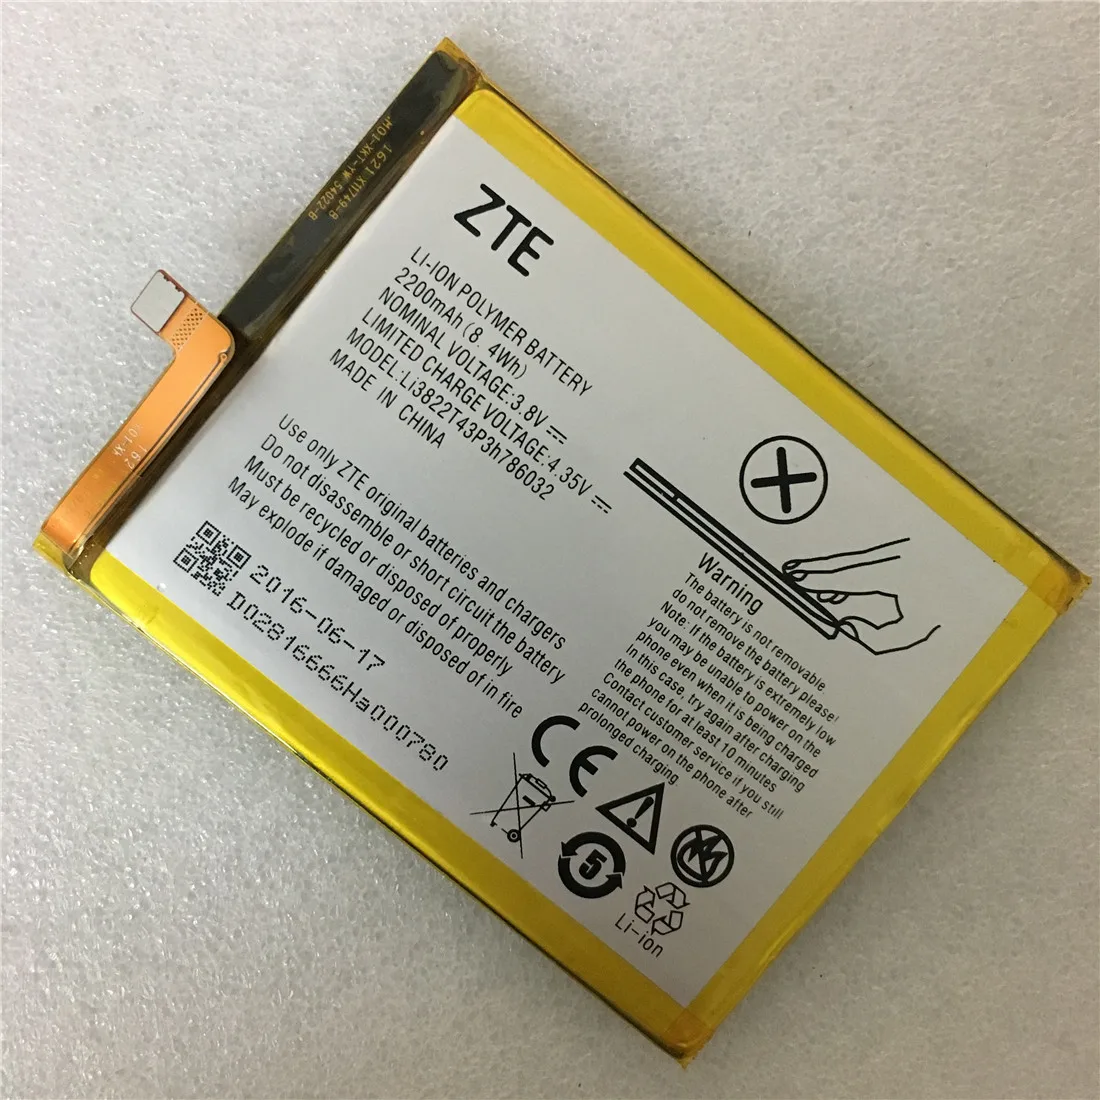 .M01-XKT-YW 54022-B
1621 X11749-B
ZTE
LI-ION POLYMER BATTERY
2200mAh(8.4Wh)
NOMINAL VOLTAGE:3.8V
LIMITED CHARGE VOLTAGE:4.35V
MODEL:Li3822T43P3h786032
MADE IN CHINA
Use only ZTE original batteries and chargers
Do not disassemble or short circuit the battery
Must be recycled or disposed of properly
May explode if damaged or disposed of in fire
2016-06-17
D02816666Ha000780
Warning
The battery is not removable
do not remove the battery please!
Note: If the battery is extremely low
you may be unable to power on the
phone even when it is being charged
In this case, try again after charging
the phone for at least 10 minutes
Contact customer service if you still
cannot power on the phone after
prolonged charging
CE
5
Li-ion